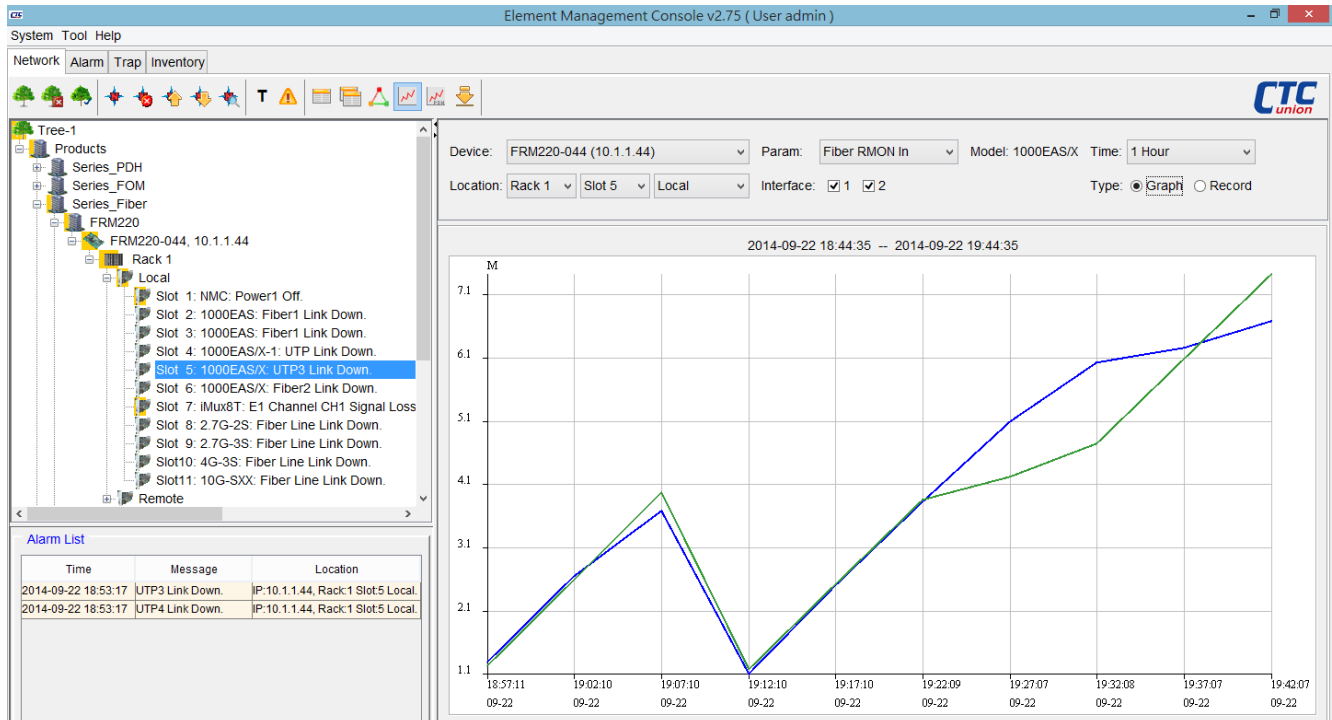 CTS
Element Management Console v2.75 ( User admin )
System Tool Help
Network Alarm Trap Inventory
T
CTC
union
Tree-1
Products
Series_PDH
Series_FOM
Series_Fiber
FRM220
FRM220-044, 10.1.1.44
Rack 1
Local
Slot 1: NMC: Power1 Off.
Slot 2: 1000EAS: Fiber1 Link Down.
Slot 3: 1000EAS: Fiber1 Link Down.
Slot 4: 1000EAS/X-1: UTP Link Down.
Slot 5: 1000EAS/X: UTP3 Link Down.
Slot 6: 1000EAS/X: Fiber2 Link Down.
Slot 7: iMux8T: E1 Channel CH1 Signal Loss
Slot 8: 2.7G-2S: Fiber Line Link Down.
Slot 9: 2.7G-3S: Fiber Line Link Down.
Slot10: 4G-3S: Fiber Line Link Down.
Slot11: 10G-SXX: Fiber Line Link Down.
Remote
Alarm List
Time Message Location
2014-09-22 18:53:17 UTP3 Link Down. IP:10.1.1.44, Rack:1 Slot:5 Local.
2014-09-22 18:53:17 UTP4 Link Down. IP:10.1.1.44, Rack:1 Slot:5 Local.
Device: FRM220-044 (10.1.1.44) Param: Fiber RMON In Model: 1000EAS/X Time: 1 Hour
Location: Rack 1 Slot 5 Local Interface: 1 2 Type: Graph Record
2014-09-22 18:44:35 -- 2014-09-22 19:44:35
M
7.1
6.1
5.1
4.1
3.1
2.1
1.1
18:57:11 19:02:10 19:07:10 19:12:10 19:17:10 19:22:09 19:27:07 19:32:08 19:37:07 19:42:07
09-22 09-22 09-22 09-22 09-22 09-22 09-22 09-22 09-22 09-22